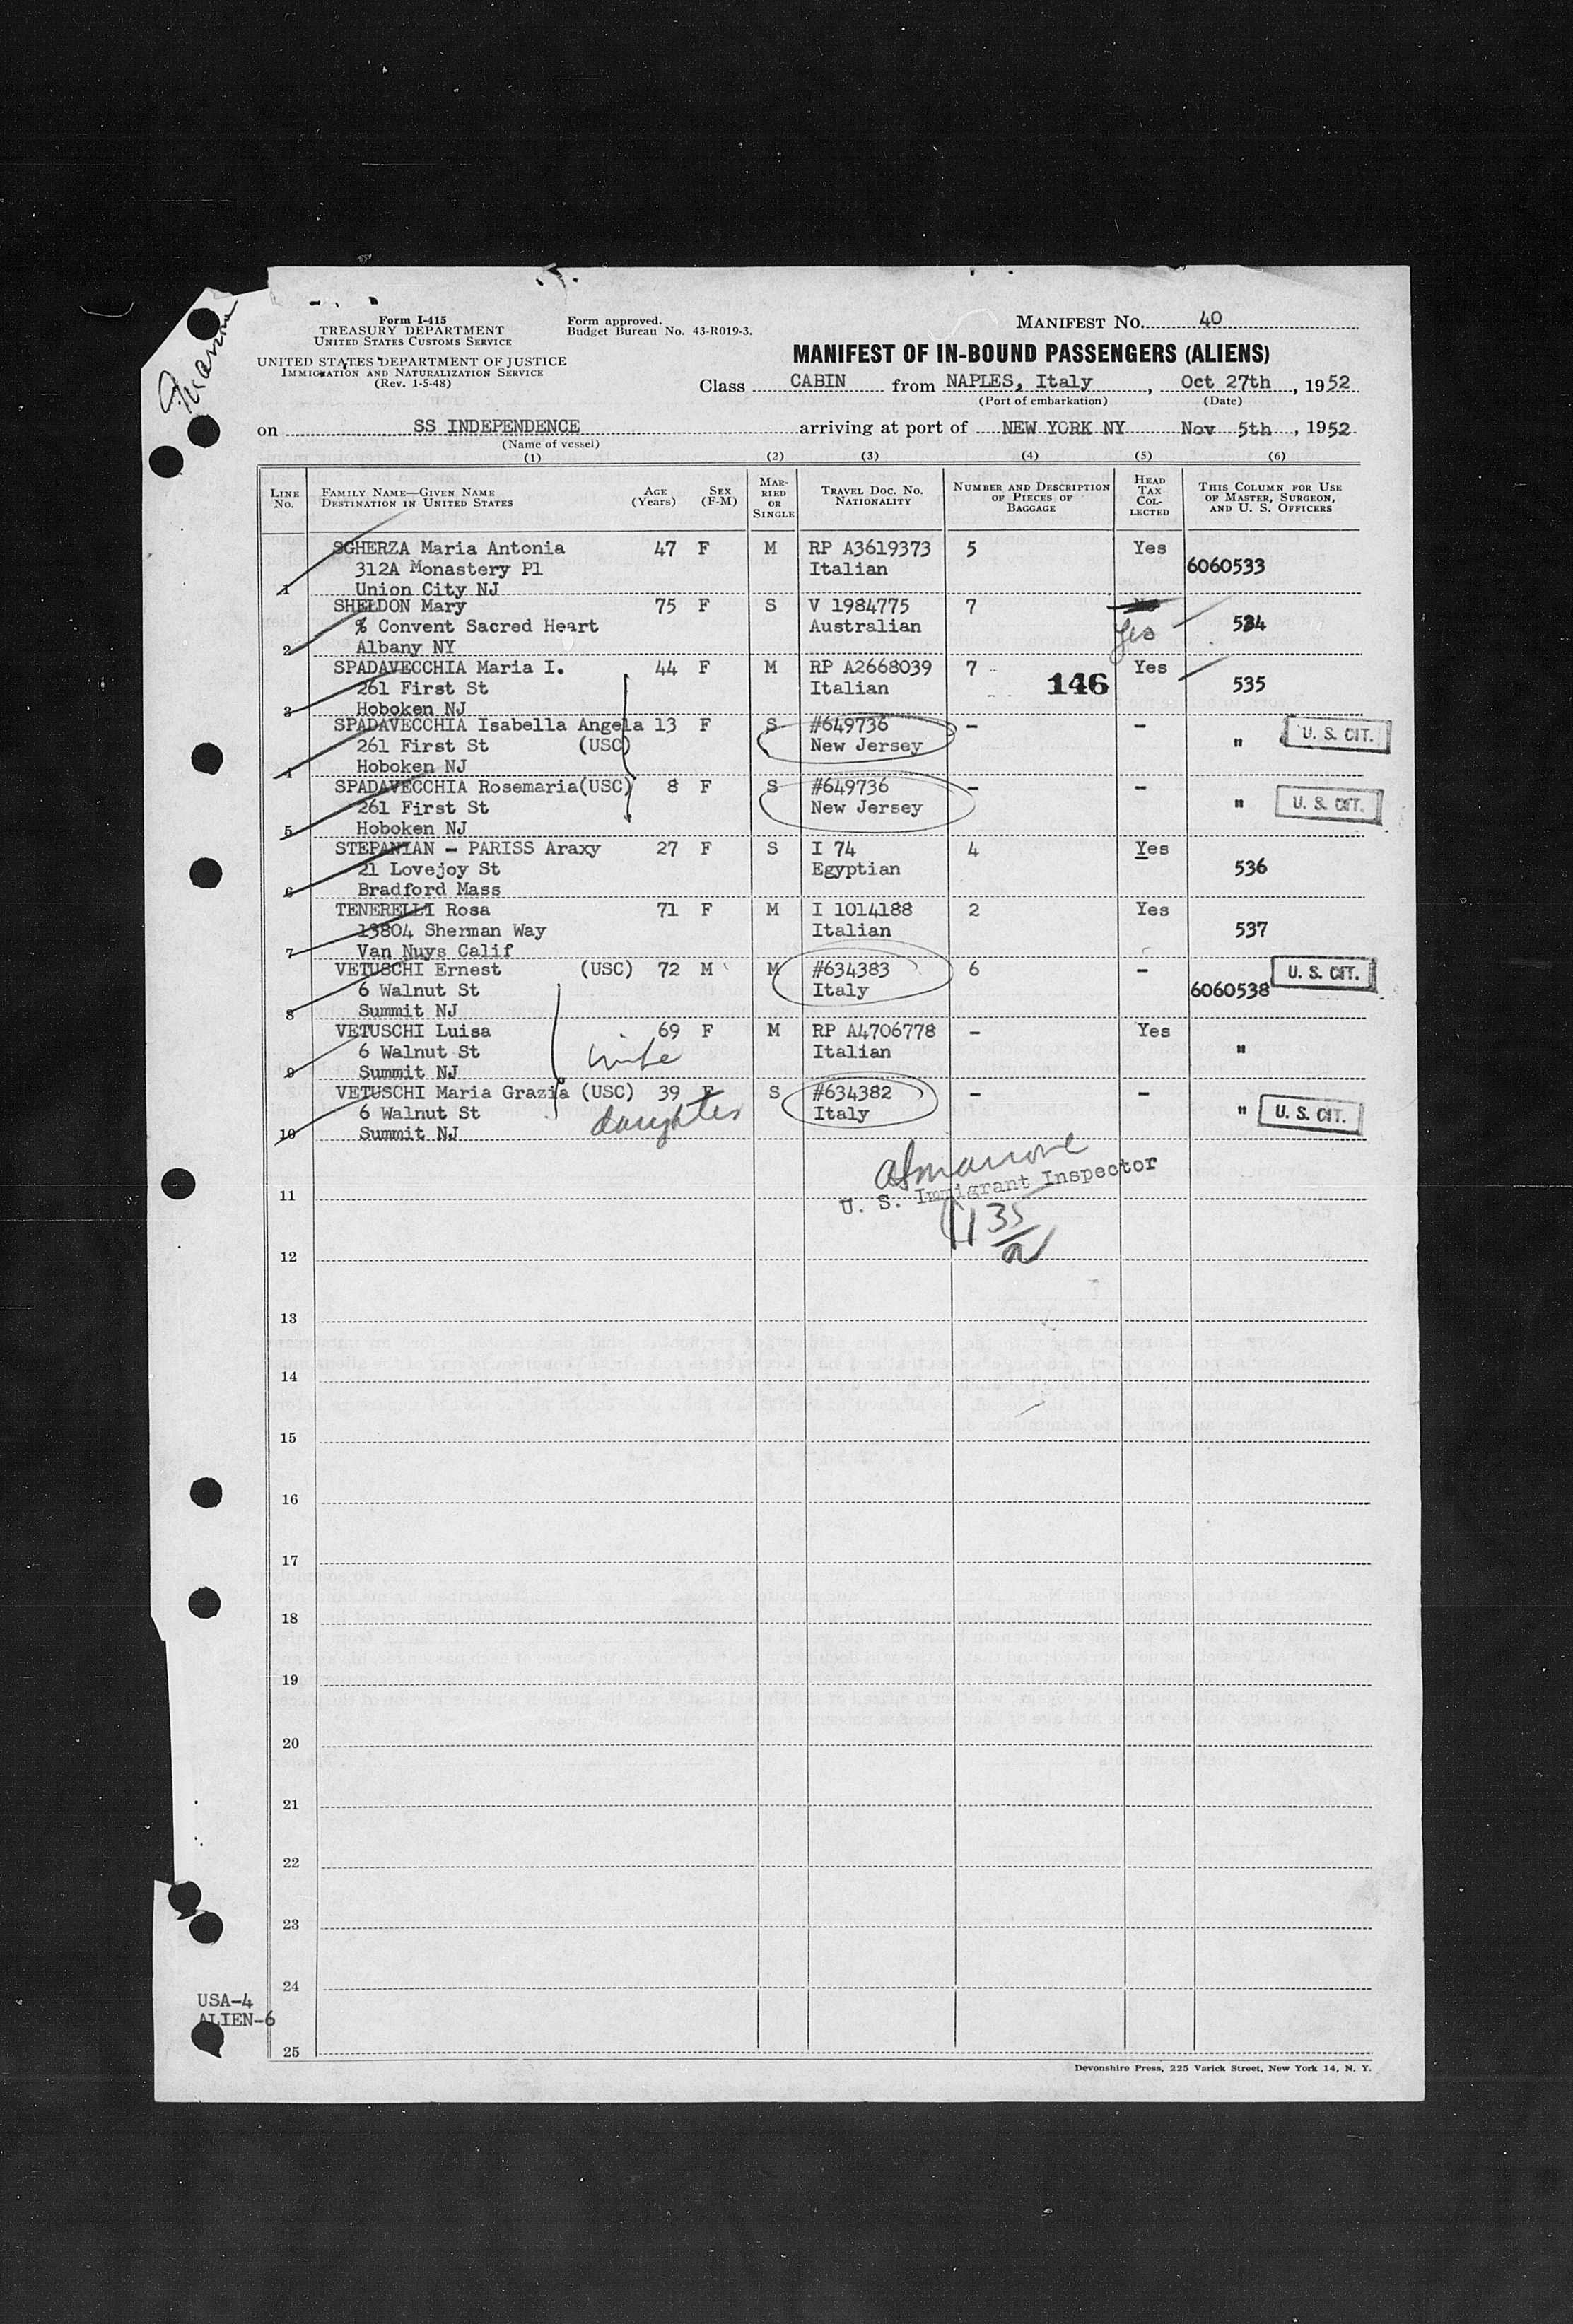 Form I-415
TREASURY DEPARTMENT
UNITED STATES CUSTOMS SERVICE
UNITED STATES DEPARTMENT OF JUSTICE
IMMIGRATION AND NATURALIZATION SERVICE
(Rev. 1-5-48)
Form approved.
Budget Bureau No. 43-R019-3.
MANIFEST NO. 40
MANIFEST OF IN-BOUND PASSENGERS (ALIENS)
Class CABIN from NAPLES, Italy, Oct 27th, 1952
(Port of embarkation) (Date)
on SS INDEPENDENCE arriving at port of NEW YORK NY Nov 5th, 1952
(Name of vessel)
(1) (2) (3) (4) (5) (6)
LINE NO. FAMILY NAME—GIVEN NAME DESTINATION IN UNITED STATES AGE (Years) SEX (F-M) MARRIED OR SINGLE TRAVEL DOC. NO. NATIONALITY NUMBER AND DESCRIPTION OF PIECES OF BAGGAGE HEAD TAX COLLECTED THIS COLUMN FOR USE OF MASTER, SURGEON, AND U. S. OFFICERS
SGHERZA Maria Antonia 47 F M RP A3619373 5 Yes
312A Monastery Pl Italian 6060533
1 Union City NJ
SHELDON Mary 75 F S V 1984775 7 No
% Convent Sacred Heart Australian Yes 534
2 Albany NY
SPADAVECCHIA Maria I. 44 F M RP A2668039 7 Yes
261 First St Italian 146 535
3 Hoboken NJ
SPADAVECCHIA Isabella Angela 13 F S #649736 - - U. S. CIT.
261 First St (USC) New Jersey "
4 Hoboken NJ
SPADAVECCHIA Rosemaria(USC) 8 F S #649736 - -
261 First St New Jersey " U. S. CIT.
5 Hoboken NJ
STEPANIAN - PARISS Araxy 27 F S I 74 4 Yes
21 Lovejoy St Egyptian 536
6 Bradford Mass
TENERELLI Rosa 71 F M I 1014188 2 Yes
13804 Sherman Way Italian 537
7 Van Nuys Calif
VETUSCHI Ernest (USC) 72 M M #634383 6 - U. S. CIT.
6 Walnut St Italy 6060538
8 Summit NJ
VETUSCHI Luisa 69 F M RP A4706778 - Yes
6 Walnut St wife Italian "
9 Summit NJ
VETUSCHI Maria Grazia (USC) 39 F S #634382 - -
6 Walnut St daughter Italy " U. S. CIT.
10 Summit NJ
U. S. Immigrant Inspector
11
12
13
14
15
16
17
18
19
20
21
22
23
24
25
USA-4
ALIEN-6
Devonshire Press, 225 Varick Street, New York 14, N. Y.